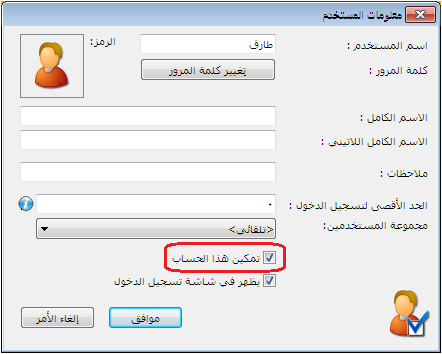 معلومات المستخدم
اسم المستخدم : طارق الرمز:
كلمة المرور : تغيير كلمة المرور
الاسم الكامل :
الاسم الكامل اللاتيني :
ملاحظات :
الحد الأقصى لتسجيل الدخول : ٠
مجموعة المستخدمين: <تلقائي>
تمكين هذا الحساب
يظهر في شاشة تسجيل الدخول
موافق إلغاء الأمر